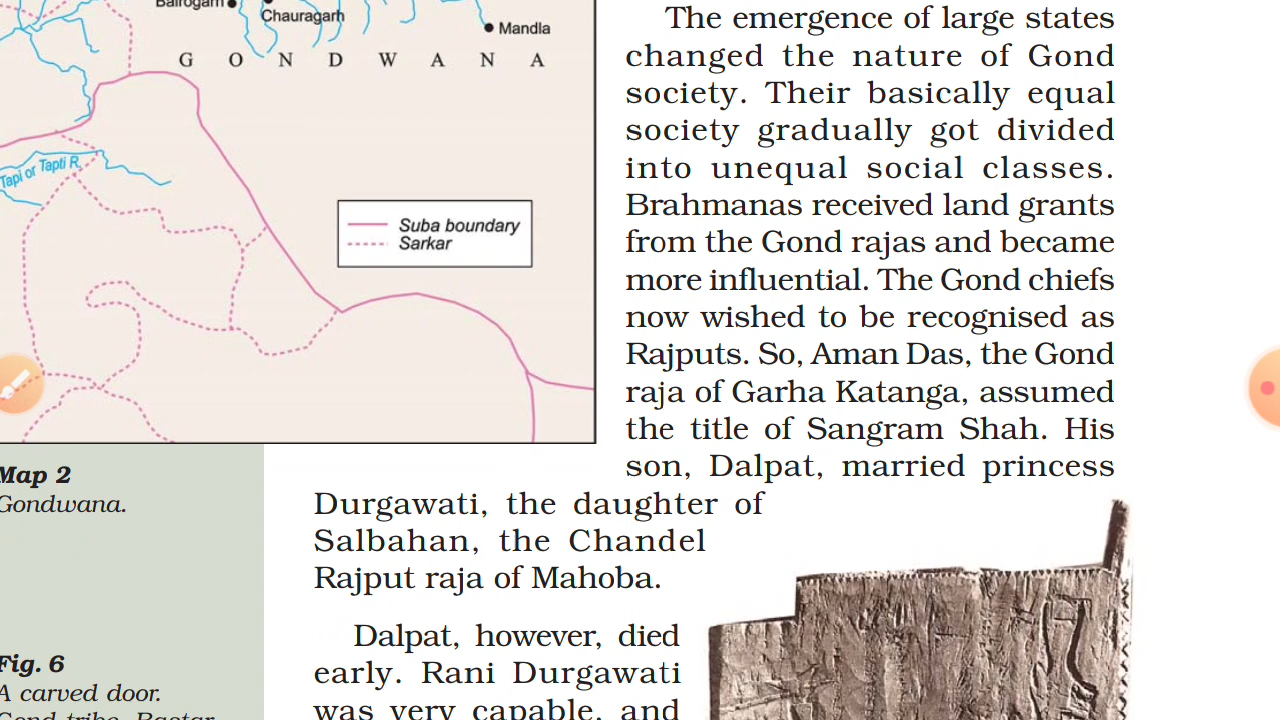 Bairogarh
Chauragarh
Mandla
G O N D W A N A
Tapi or Tapti R.
Suba boundary
Sarkar
The emergence of large states
changed the nature of Gond
society. Their basically equal
society gradually got divided
into unequal social classes.
Brahmanas received land grants
from the Gond rajas and became
more influential. The Gond chiefs
now wished to be recognised as
Rajputs. So, Aman Das, the Gond
raja of Garha Katanga, assumed
the title of Sangram Shah. His
son, Dalpat, married princess
Durgawati, the daughter of
Salbahan, the Chandel
Rajput raja of Mahoba.
Dalpat, however, died
early. Rani Durgawati
was very capable, and
Map 2
Gondwana.
Fig. 6
A carved door.
Gond tribe, Bastar